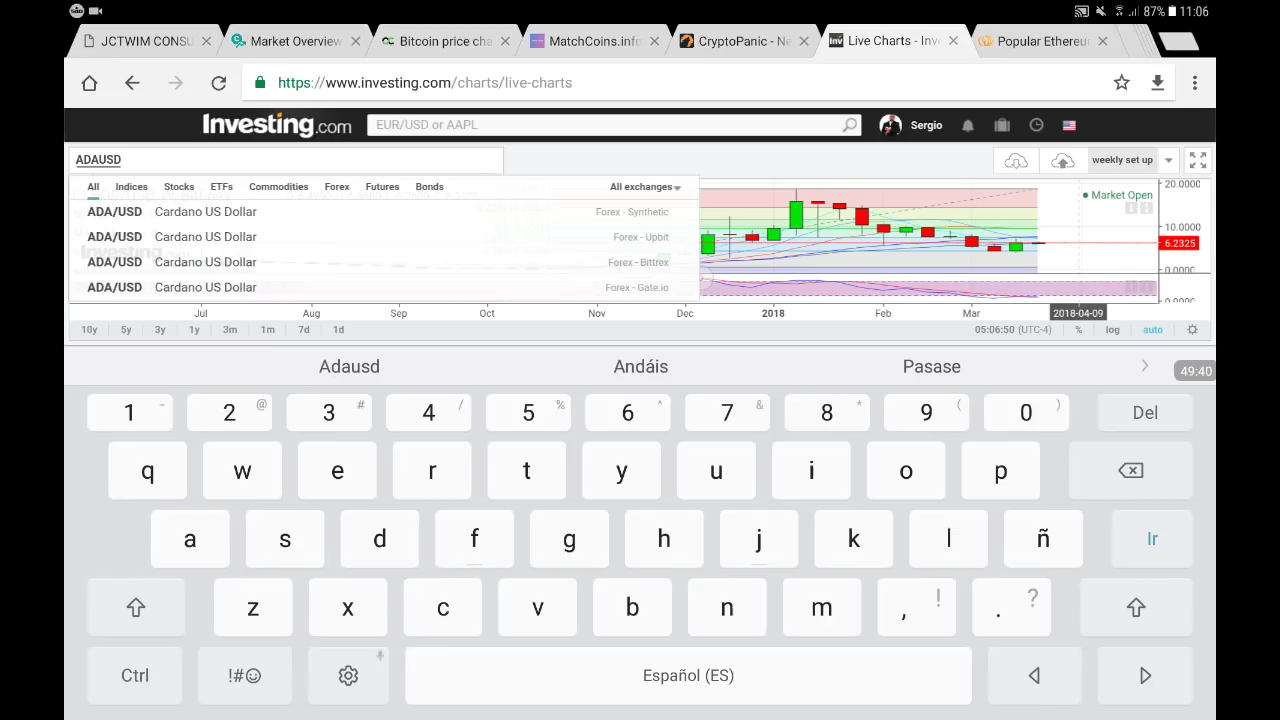 87% 11:06
JCTWIM CONSU
Market Overview
Bitcoin price cha
MatchCoins.info
CryptoPanic - Ne
Live Charts - Inve
Popular Ethereum
https://www.investing.com/charts/live-charts
Investing.com
EUR/USD or AAPL
Sergio
ADAUSD
weekly set up
All Indices Stocks ETFs Commodities Forex Futures Bonds All exchanges
ADA/USD Cardano US Dollar Forex - Synthetic
ADA/USD Cardano US Dollar Forex - Upbit
ADA/USD Cardano US Dollar Forex - Bittrex
ADA/USD Cardano US Dollar Forex - Gate.io
20.0000
Market Open
10.0000
6.2325
0.0000
0.0000
Jul Aug Sep Oct Nov Dec 2018 Feb Mar 2018-04-09
10y 5y 3y 1y 3m 1m 7d 1d 05:06:50 (UTC-4) % log auto
Adausd Andáis Pasase
49:40
1 - 2 @ 3 # 4 / 5 % 6 ^ 7 & 8 * 9 ( 0 ) Del
q w e r t y u i o p
a s d f g h j k l ñ Ir
z x c v b n m , ! . ?
Ctrl !#☺ Español (ES)